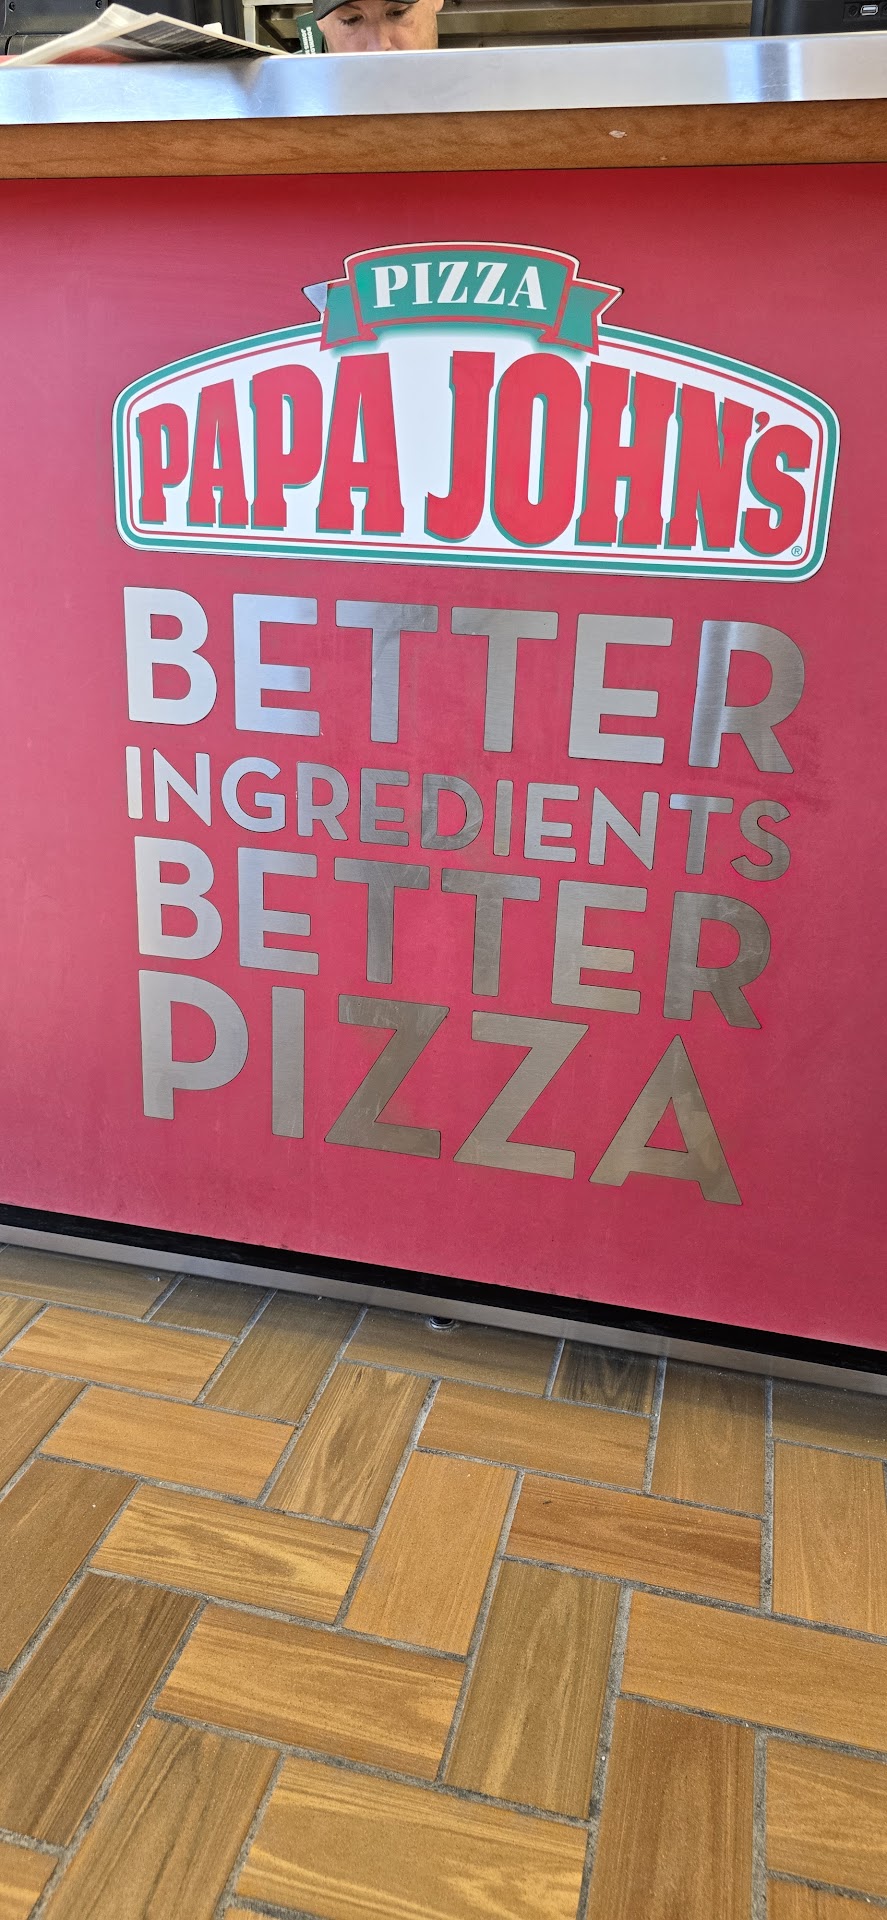 PIZZA
PAPA JOHN'S®
BETTER
INGREDIENTS
BETTER
PIZZA